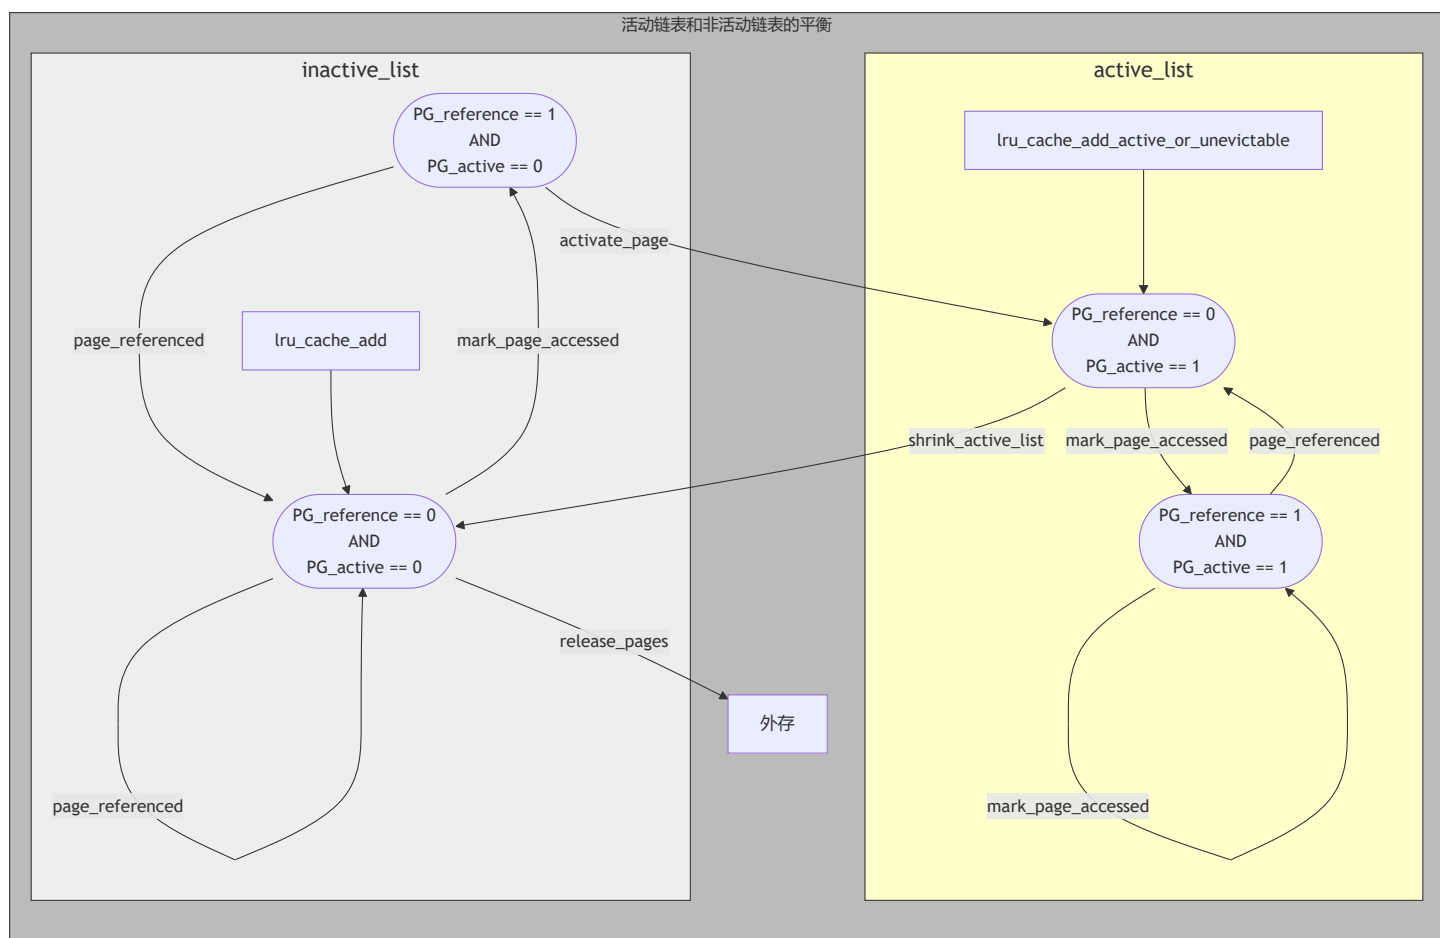 活动链表和非活动链表的平衡
inactive_list
PG_reference == 1
AND
PG_active == 0
activate_page
page_referenced
lru_cache_add
mark_page_accessed
PG_reference == 0
AND
PG_active == 0
release_pages
page_referenced
外存
active_list
lru_cache_add_active_or_unevictable
PG_reference == 0
AND
PG_active == 1
shrink_active_list
mark_page_accessed
page_referenced
PG_reference == 1
AND
PG_active == 1
mark_page_accessed